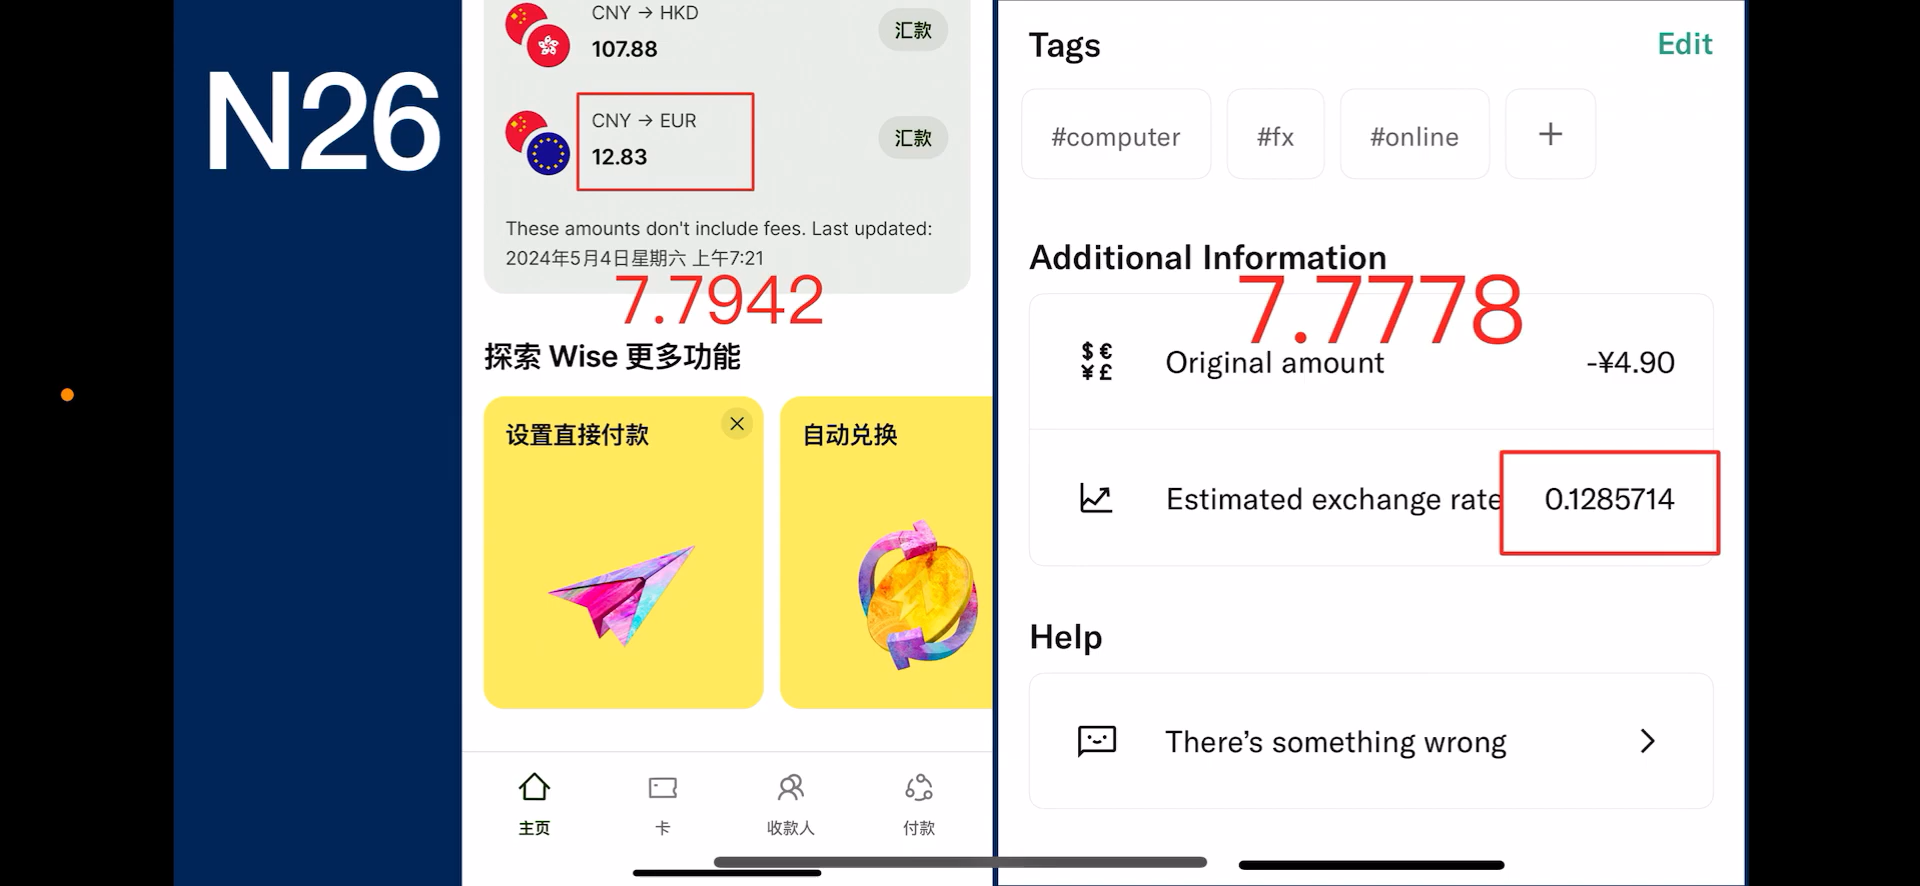 N26
CNY → HKD
107.88
汇款
CNY → EUR
12.83
汇款
These amounts don't include fees. Last updated:
2024年5月4日星期六 上午7:21
7.7942
探索 Wise 更多功能
设置直接付款
自动兑换
主页
卡
收款人
付款
Tags
Edit
#computer
#fx
#online
+
Additional Information
7.7778
$ €
¥ £
Original amount
-¥4.90
Estimated exchange rate
0.1285714
Help
There’s something wrong